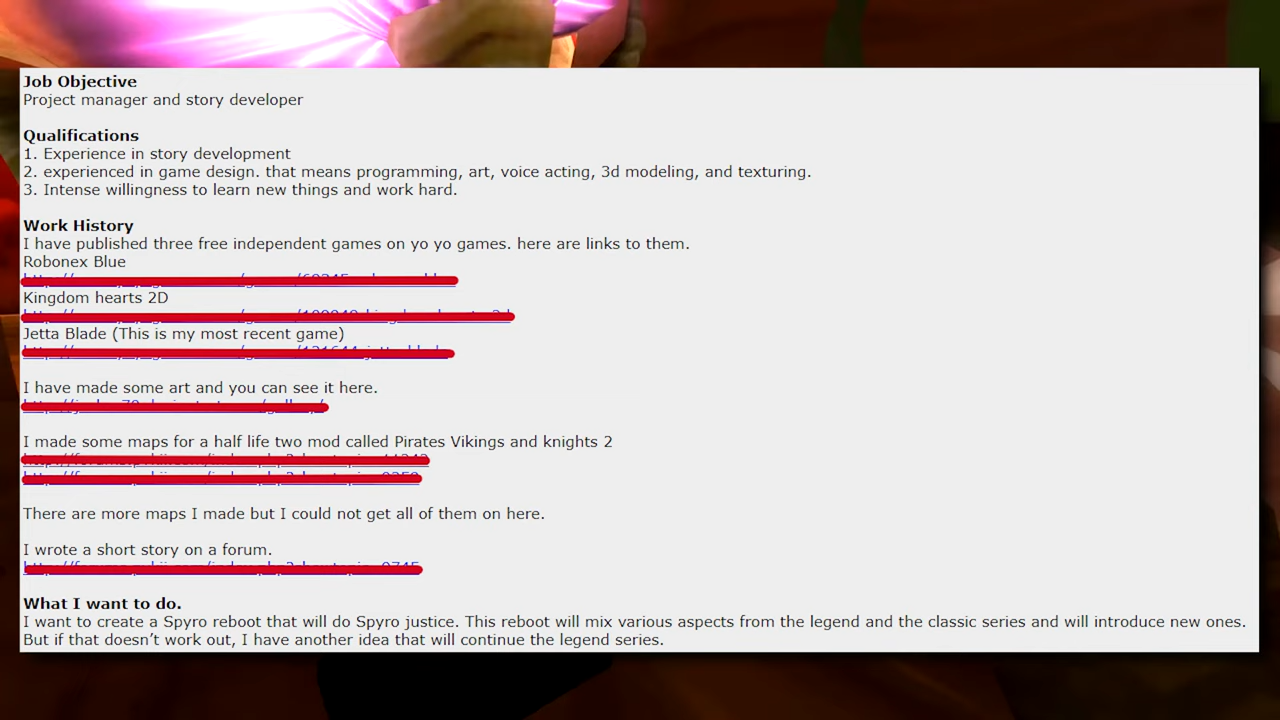 Job Objective
Project manager and story developer
Qualifications
1. Experience in story development
2. experienced in game design. that means programming, art, voice acting, 3d modeling, and texturing.
3. Intense willingness to learn new things and work hard.
Work History
I have published three free independent games on yo yo games. here are links to them.
Robonex Blue
Kingdom hearts 2D
Jetta Blade (This is my most recent game)
I have made some art and you can see it here.
I made some maps for a half life two mod called Pirates Vikings and knights 2
There are more maps I made but I could not get all of them on here.
I wrote a short story on a forum.
What I want to do.
I want to create a Spyro reboot that will do Spyro justice. This reboot will mix various aspects from the legend and the classic series and will introduce new ones.
But if that doesn’t work out, I have another idea that will continue the legend series.